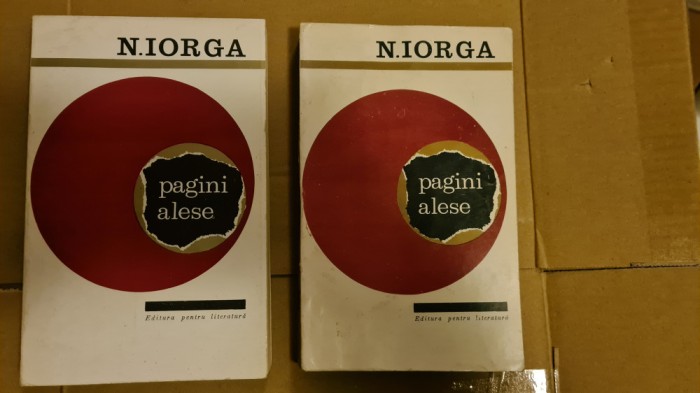 N.IORGA
pagini
alese
Editura pentru literatură
N.IORGA
pagini
alese
Editura pentru literatură